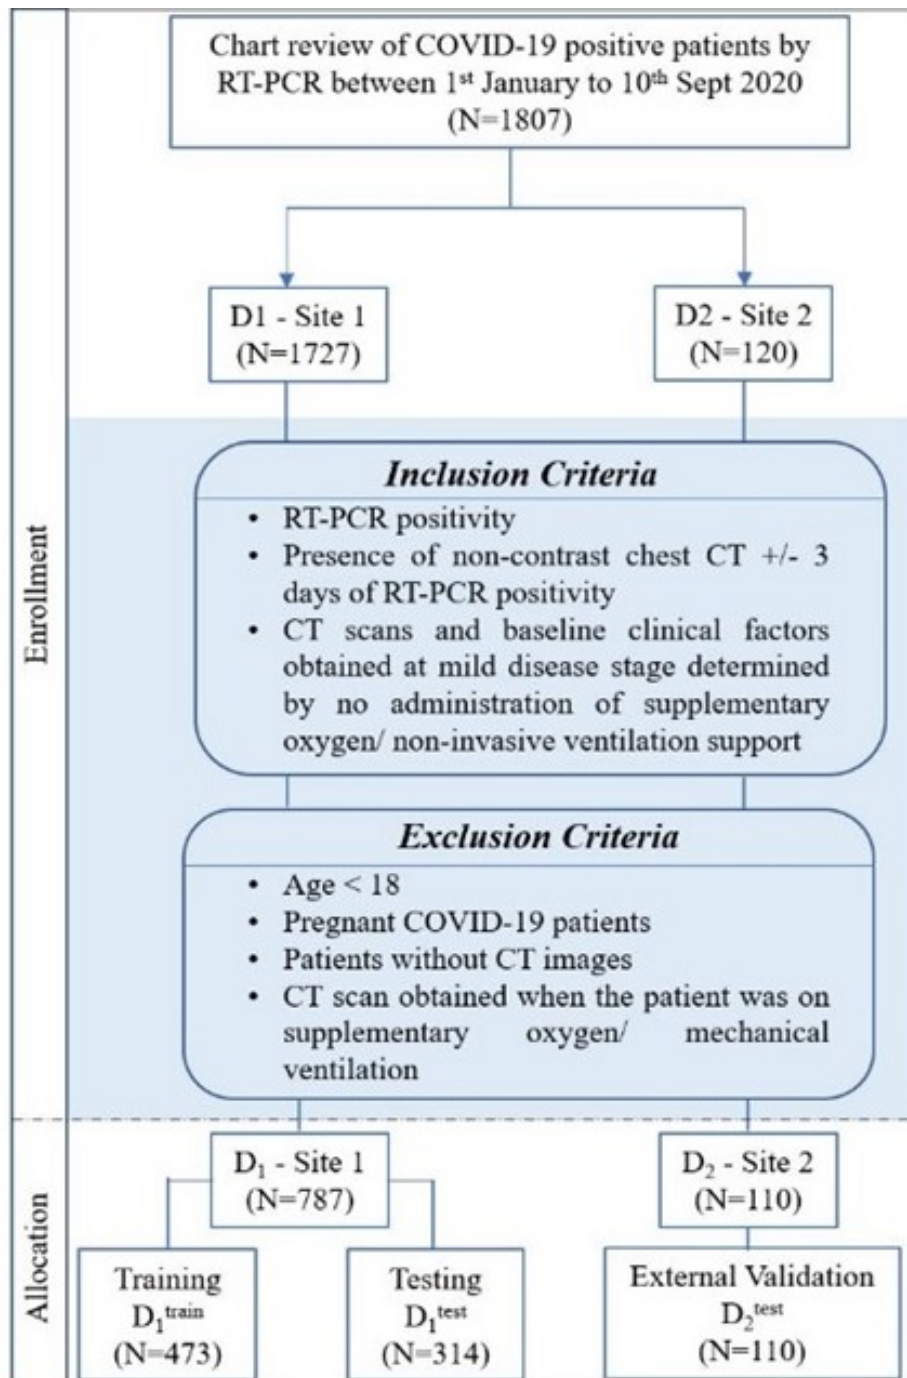 Chart review of COVID-19 positive patients by
RT-PCR between 1st January to 10th Sept 2020
(N=1807)
D1 - Site 1
(N=1727)
D2 - Site 2
(N=120)
Enrollment
Inclusion Criteria
• RT-PCR positivity
• Presence of non-contrast chest CT +/- 3
days of RT-PCR positivity
• CT scans and baseline clinical factors
obtained at mild disease stage determined
by no administration of supplementary
oxygen/ non-invasive ventilation support
Exclusion Criteria
• Age < 18
• Pregnant COVID-19 patients
• Patients without CT images
• CT scan obtained when the patient was on
supplementary oxygen/ mechanical
ventilation
Allocation
D1 - Site 1
(N=787)
D2 - Site 2
(N=110)
Training
D1train
(N=473)
Testing
D1test
(N=314)
External Validation
D2test
(N=110)